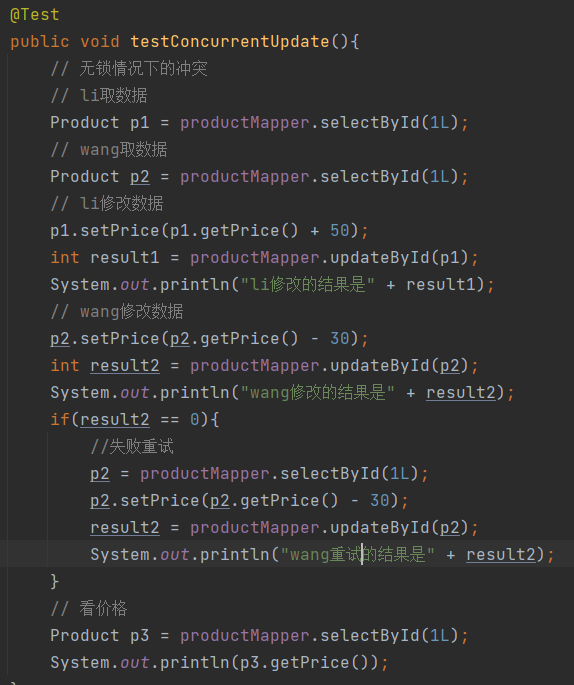 @Test
public void testConcurrentUpdate(){
// 无锁情况下的冲突
// li取数据
Product p1 = productMapper.selectById(1L);
// wang取数据
Product p2 = productMapper.selectById(1L);
// li修改数据
p1.setPrice(p1.getPrice() + 50);
int result1 = productMapper.updateById(p1);
System.out.println("li修改的结果是" + result1);
// wang修改数据
p2.setPrice(p2.getPrice() - 30);
int result2 = productMapper.updateById(p2);
System.out.println("wang修改的结果是" + result2);
if(result2 == 0){
//失败重试
p2 = productMapper.selectById(1L);
p2.setPrice(p2.getPrice() - 30);
result2 = productMapper.updateById(p2);
System.out.println("wang重试的结果是" + result2);
}
// 看价格
Product p3 = productMapper.selectById(1L);
System.out.println(p3.getPrice());